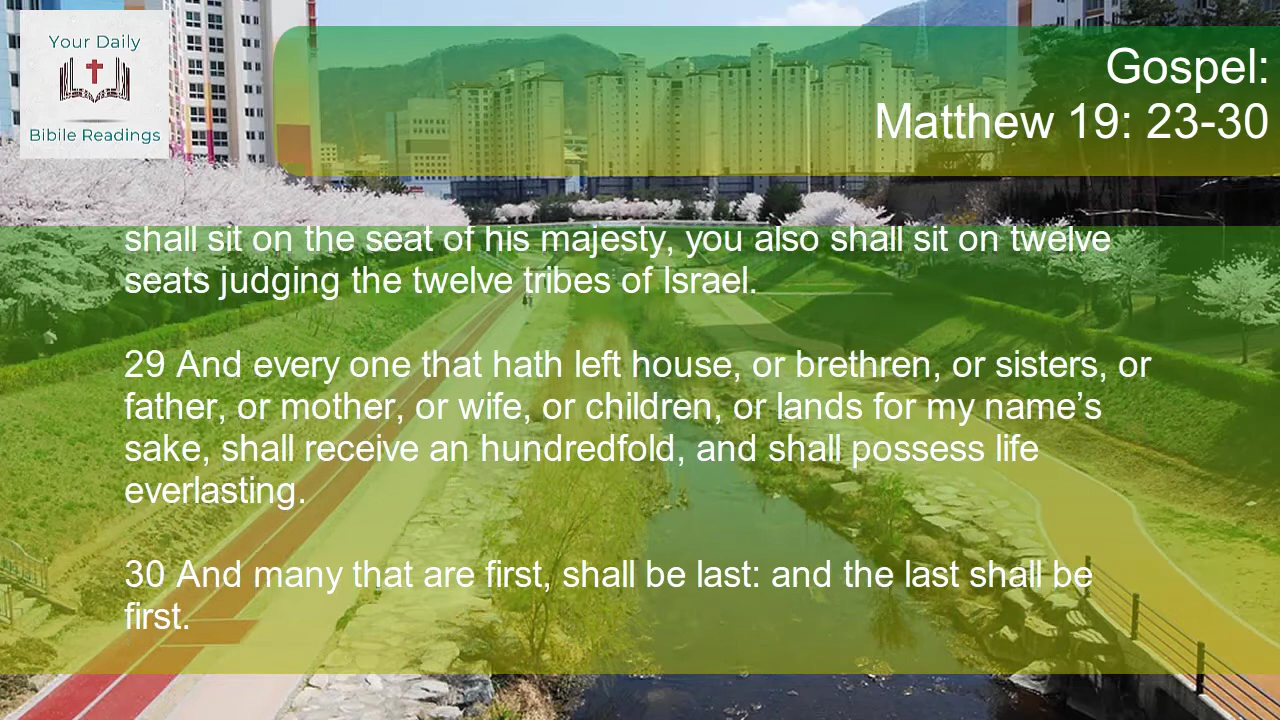 Your Daily
Bibile Readings
Gospel:
Matthew 19: 23-30
shall sit on the seat of his majesty, you also shall sit on twelve
seats judging the twelve tribes of Israel.
29 And every one that hath left house, or brethren, or sisters, or
father, or mother, or wife, or children, or lands for my name’s
sake, shall receive an hundredfold, and shall possess life
everlasting.
30 And many that are first, shall be last: and the last shall be
first.